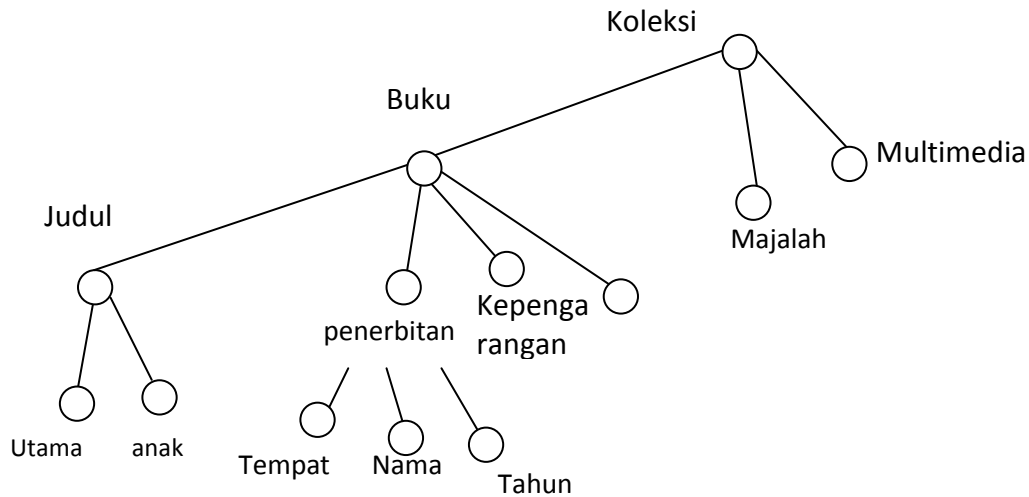 Koleksi
Buku
Multimedia
Judul
Majalah
Kepenga
rangan
penerbitan
Utama
anak
Tempat
Nama
Tahun